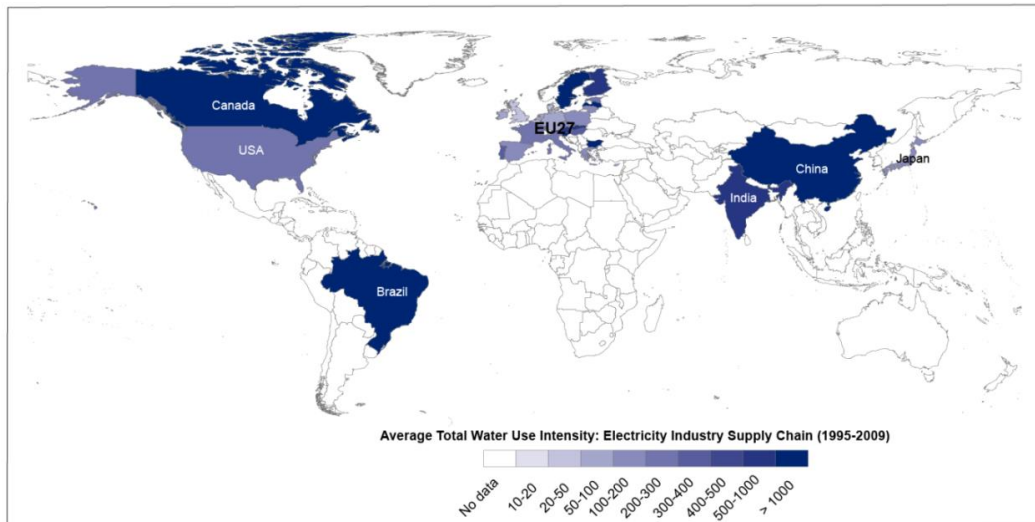 Canada
USA
EU27
China
Japan
India
Brazil
Average Total Water Use Intensity: Electricity Industry Supply Chain (1995-2009)
No data
10-20
20-50
50-100
100-200
200-300
300-400
400-500
500-1000
> 1000